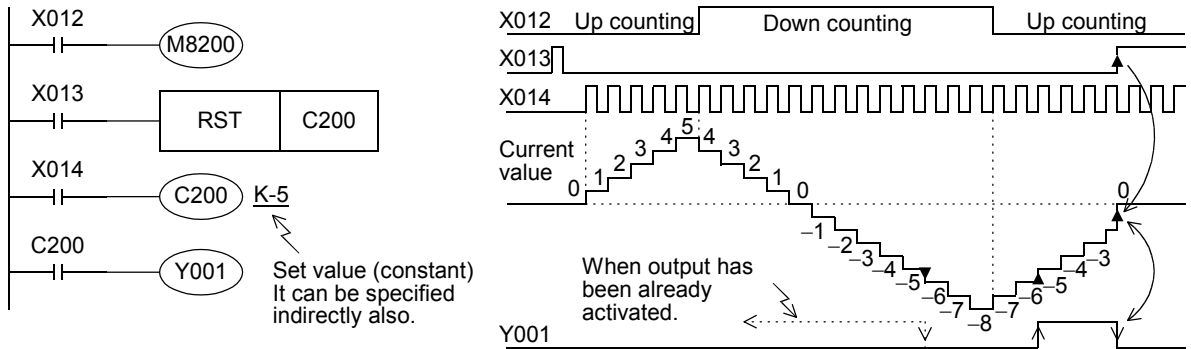 X012
M8200
X013
RST C200
X014
C200 K-5
C200
Y001
Set value (constant)
It can be specified
indirectly also.
X012 Up counting Down counting Up counting
X013
X014
Current
value
0 1 2 3 4 5 4 3 2 1 0
–1 –2 –3 –4 –5 –6 –7 –8 –7 –6 –5 –4 –3 0
When output has
been already
activated.
Y001